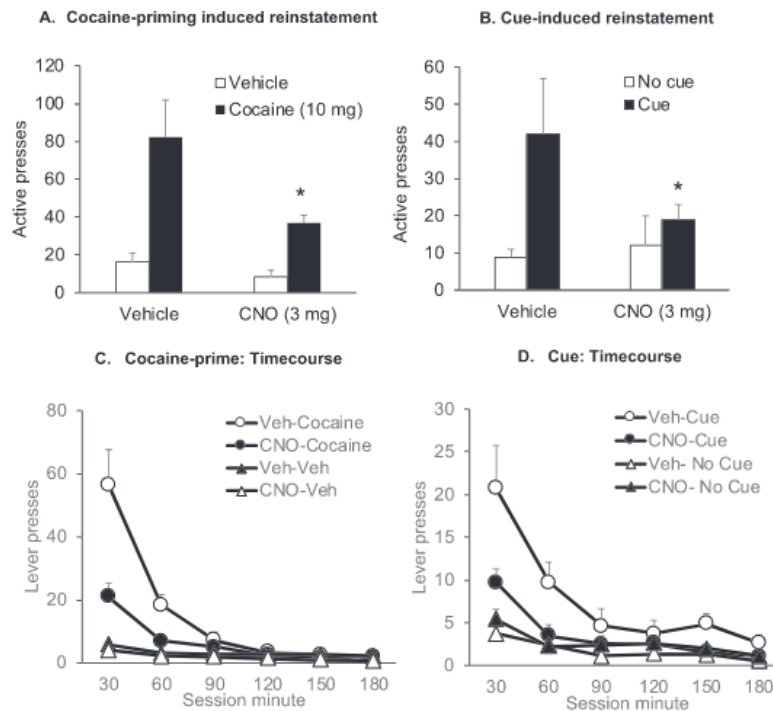 A. Cocaine-priming induced reinstatement
120
100
80
60
40
20
0
Active presses
Vehicle
Cocaine (10 mg)
*
Vehicle
CNO (3 mg)
B. Cue-induced reinstatement
60
50
40
30
20
10
0
Active presses
No cue
Cue
*
Vehicle
CNO (3 mg)
C. Cocaine-prime: Timecourse
80
60
40
20
0
Lever presses
Veh-Cocaine
CNO-Cocaine
Veh-Veh
CNO-Veh
30 60 90 120 150 180
Session minute
D. Cue: Timecourse
30
25
20
15
10
5
0
Lever presses
Veh-Cue
CNO-Cue
Veh- No Cue
CNO- No Cue
30 60 90 120 150 180
Session minute